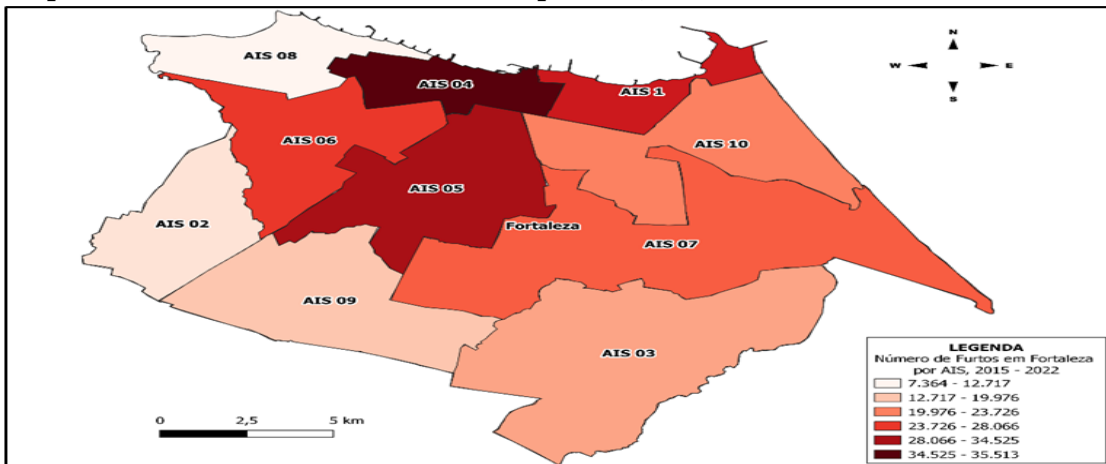 N
W E
S
AIS 08
AIS 04
AIS 1
AIS 06
AIS 10
AIS 05
AIS 02
Fortaleza
AIS 07
AIS 09
AIS 03
LEGENDA
Número de Furtos em Fortaleza
por AIS, 2015 - 2022
7.364 - 12.717
12.717 - 19.976
19.976 - 23.726
23.726 - 28.066
28.066 - 34.525
34.525 - 35.513
0 2,5 5 km